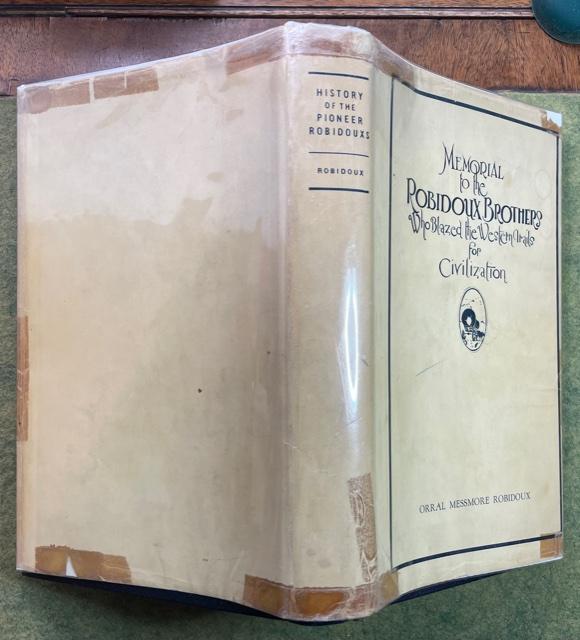 HISTORY
OF THE
PIONEER
ROBIDOUXS
ROBIDOUX
MEMORIAL
to the
ROBIDOUX BROTHERS
Who Blazed the Western Trails
for
Civilization
ORRAL MESSMORE ROBIDOUX